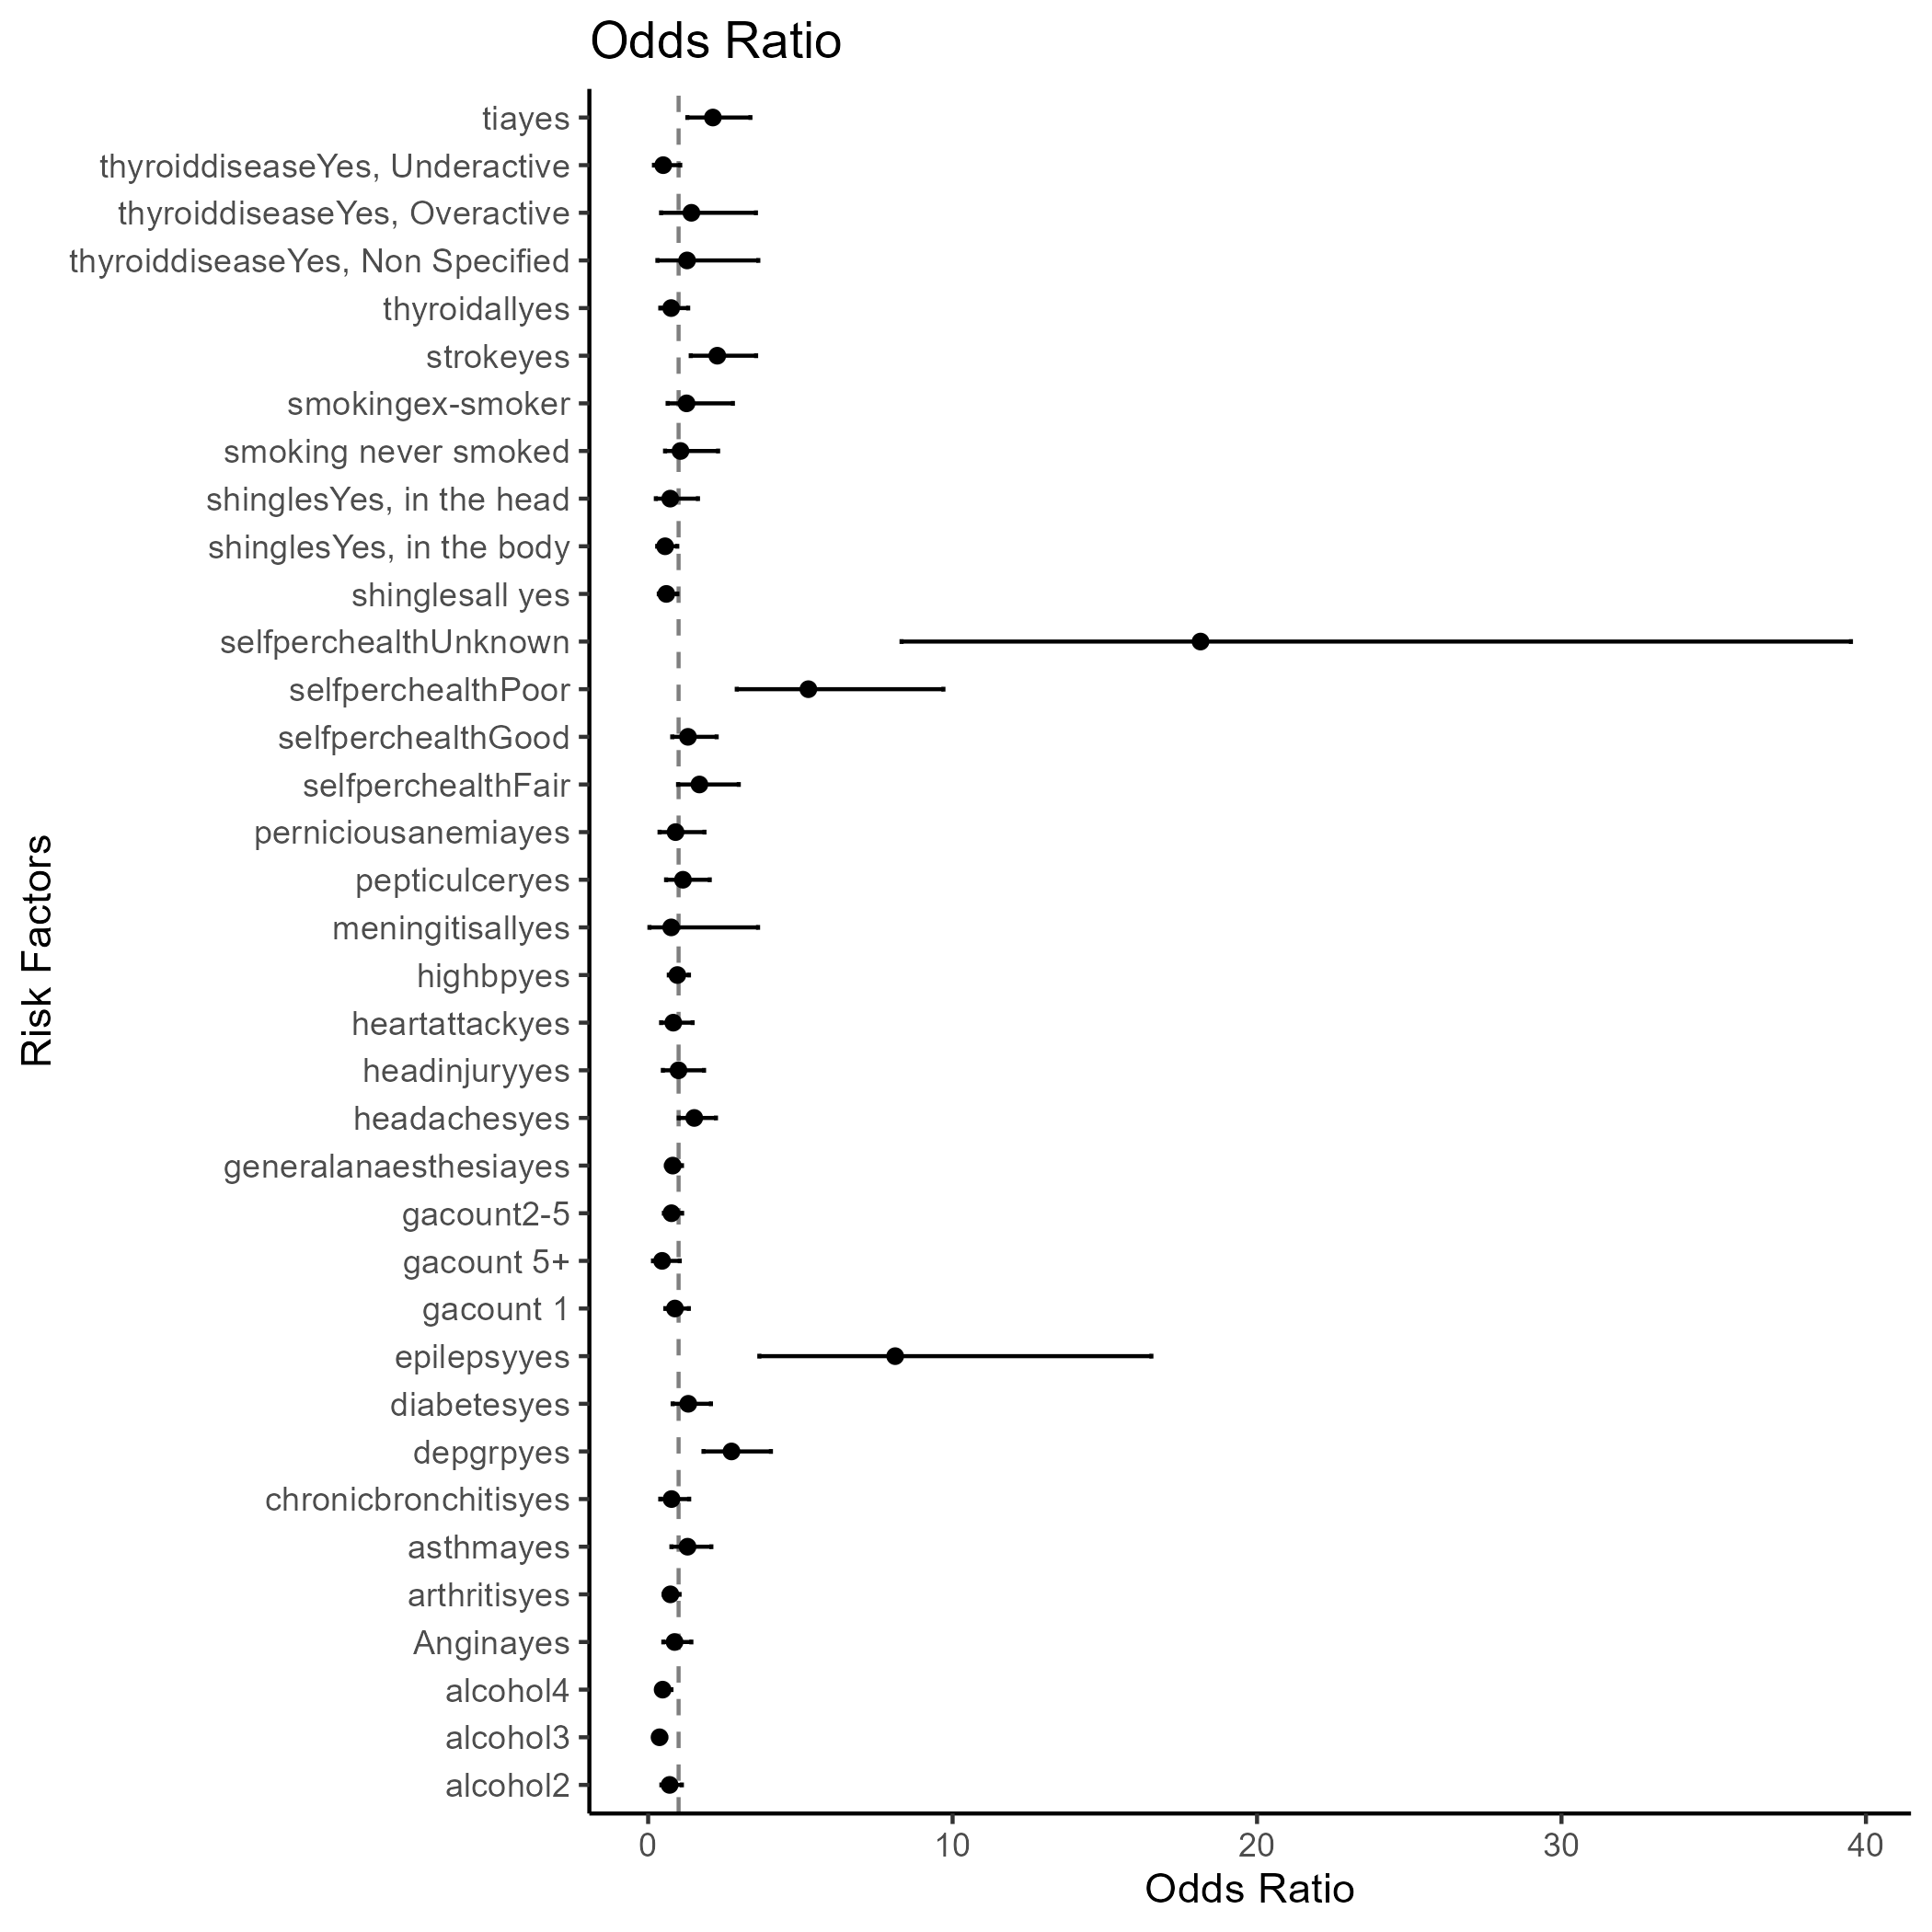 Odds Ratio
tiayes
thyroiddiseaseYes, Underactive
thyroiddiseaseYes, Overactive
thyroiddiseaseYes, Non Specified
thyroidallyes
strokeyes
smokingex-smoker
smoking never smoked
shinglesYes, in the head
shinglesYes, in the body
shinglesall yes
selfperchealthUnknown
selfperchealthPoor
selfperchealthGood
selfperchealthFair
perniciousanemiayes
pepticulceryes
meningitisallyes
highbpyes
heartattackyes
headinjuryyes
headachesyes
generalanaesthesiayes
gacount2-5
gacount 5+
gacount 1
epilepsyyes
diabetesyes
depgrpyes
chronicbronchitisyes
asthmayes
arthritisyes
Anginayes
alcohol4
alcohol3
alcohol2
Risk Factors
0 10 20 30 40
Odds Ratio